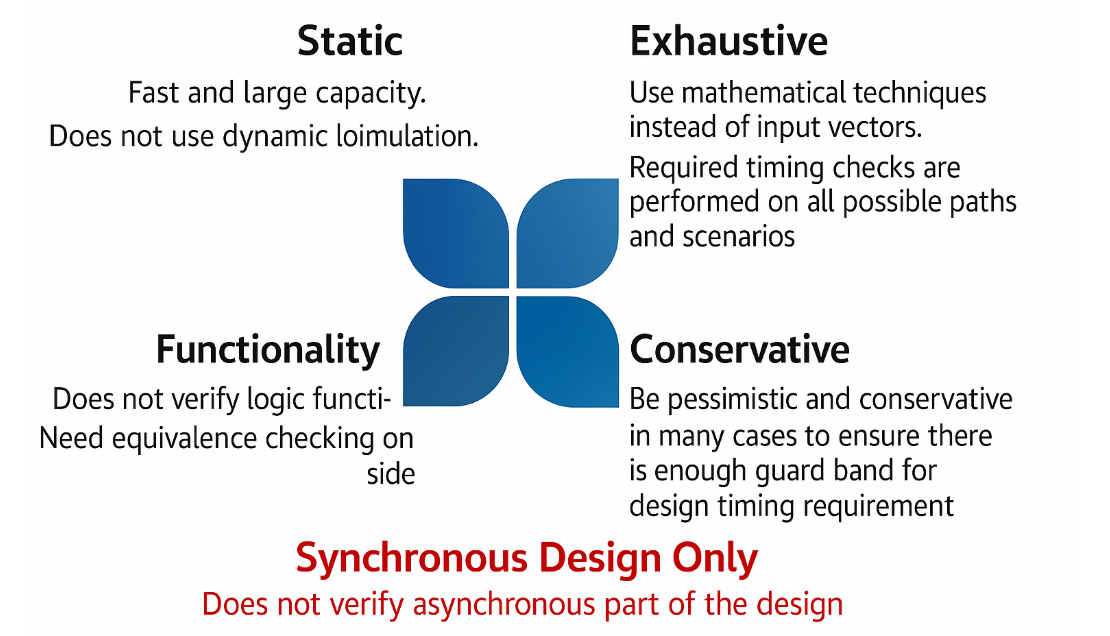 Static
Fast and large capacity.
Does not use dynamic loimulation.
Exhaustive
Use mathematical techniques
instead of input vectors.
Required timing checks are
performed on all possible paths
and scenarios
Functionality
Does not verify logic functi-
Need equivalence checking on
side
Conservative
Be pessimistic and conservative
in many cases to ensure there
is enough guard band for
design timing requirement
Synchronous Design Only
Does not verify asynchronous part of the design